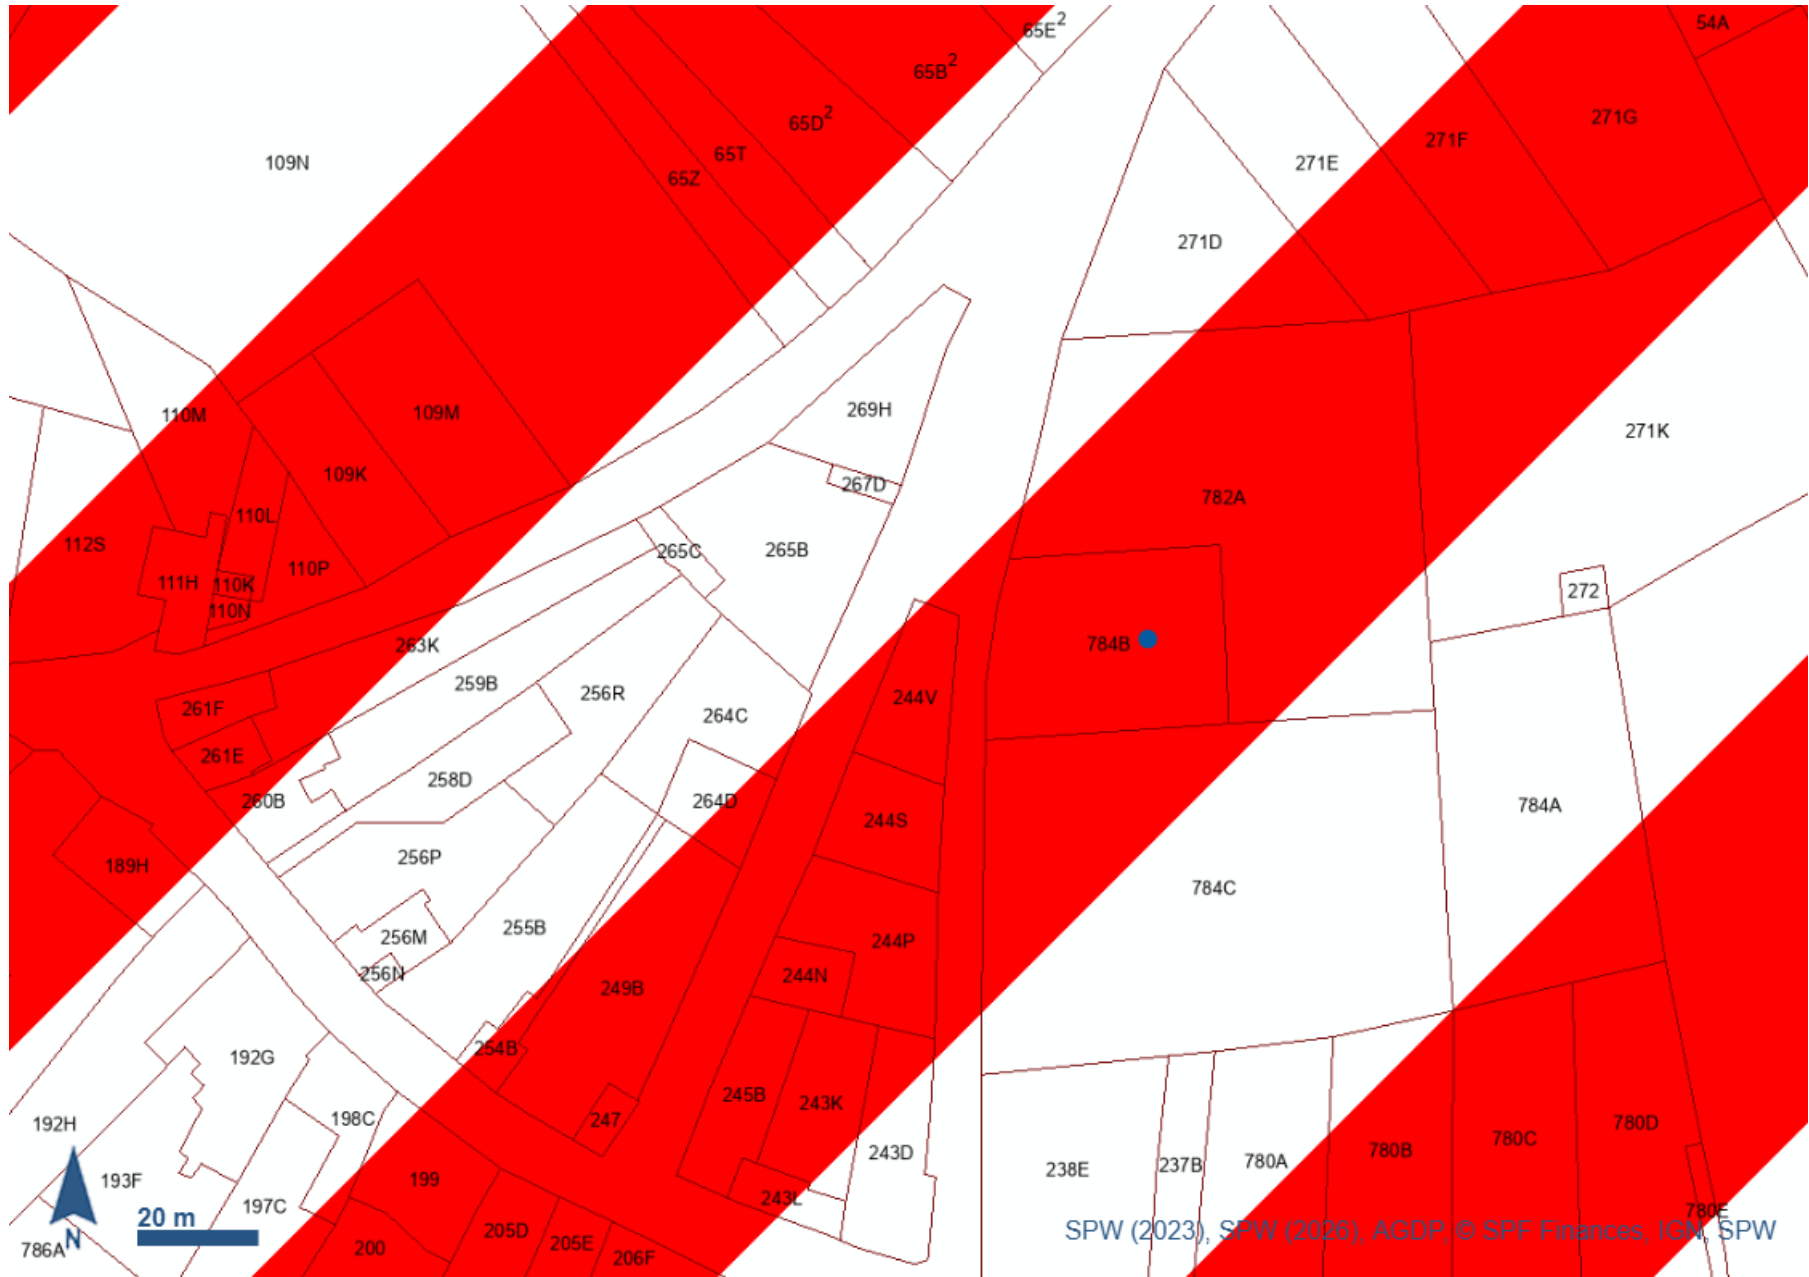 54A
65E²
65B²
271G
65D²
271F
65T
109N
271E
65Z
271D
269H
110M
109M
271K
109K
267D
782A
110L
112S
265C
265B
110P
111H
110K
272
110N
263K
784B
259B
256R
244V
261F
264C
261E
258D
260B
264D
784A
244S
256P
189H
784C
255B
256M
244P
256N
244N
249B
254B
192G
245B
243K
198C
247
192H
780D
780C
780B
243D
780A
237B
238E
193F
199
243L
197C
780E
20 m
205D
205E
206F
200
786A
N
SPW (2023), SPW (2026), AGDP, © SPF Finances, IGN, SPW